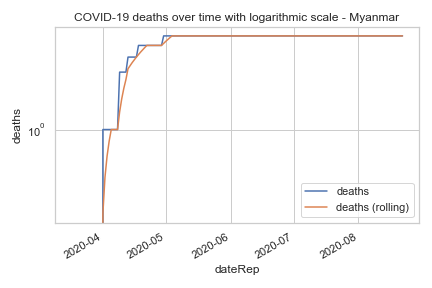 COVID-19 deaths over time with logarithmic scale - Myanmar
deaths
10⁰
deaths
deaths (rolling)
2020-04
2020-05
2020-06
2020-07
2020-08
dateRep